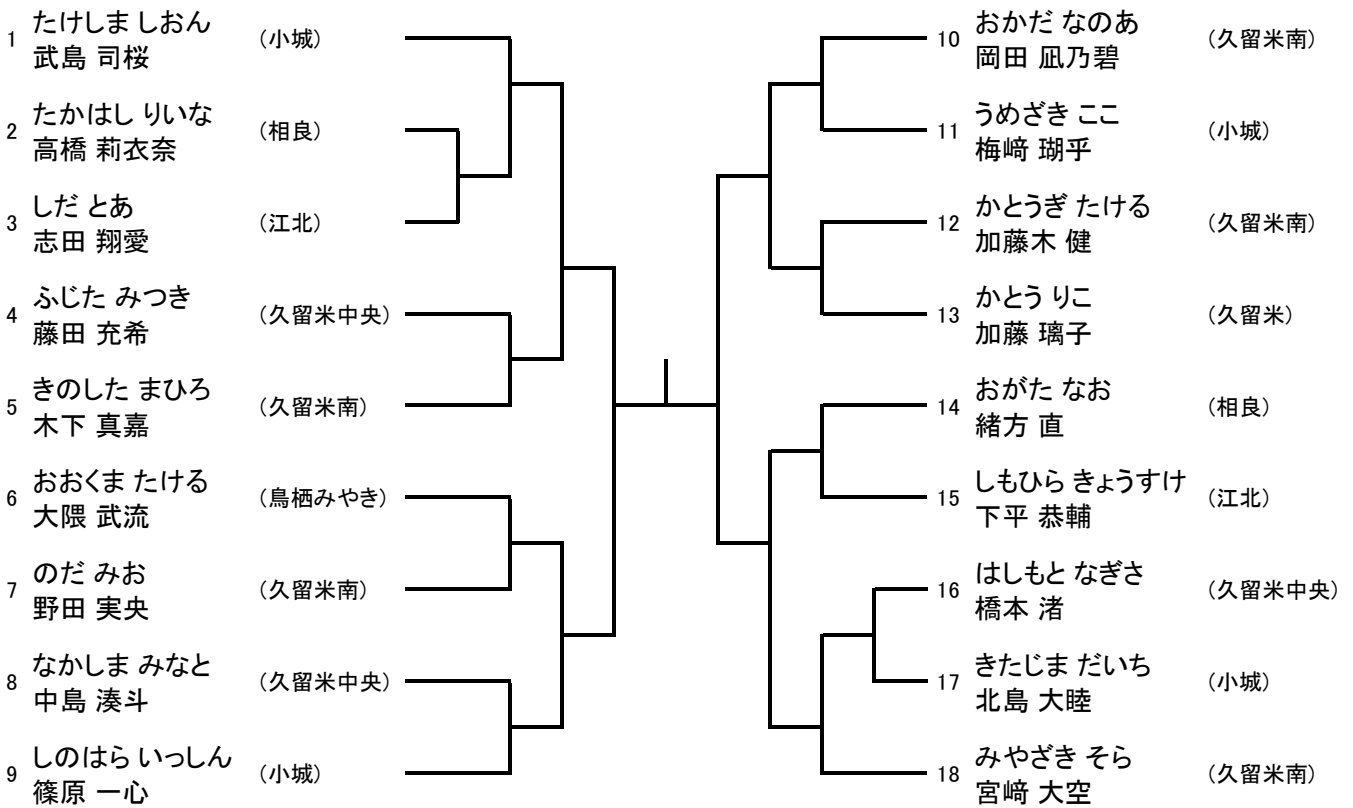 1
たけしま しおん
武島 司桜
（小城）
2
たかはし りいな
高橋 莉衣奈
（相良）
3
しだ とあ
志田 翔愛
（江北）
4
ふじた みつき
藤田 充希
（久留米中央）
5
きのした まひろ
木下 真嘉
（久留米南）
6
おおくま たける
大隈 武流
（鳥栖みやき）
7
のだ みお
野田 実央
（久留米南）
8
なかしま みなと
中島 湊斗
（久留米中央）
9
しのはら いっしん
篠原 一心
（小城）
10
おかだ なのあ
岡田 凪乃碧
（久留米南）
11
うめざき ここ
梅﨑 瑚乎
（小城）
12
かとうぎ たける
加藤木 健
（久留米南）
13
かとう りこ
加藤 璃子
（久留米）
14
おがた なお
緒方 直
（相良）
15
しもひら きょうすけ
下平 恭輔
（江北）
16
はしもと なぎさ
橋本 渚
（久留米中央）
17
きたじま だいち
北島 大睦
（小城）
18
みやざき そら
宮﨑 大空
（久留米南）